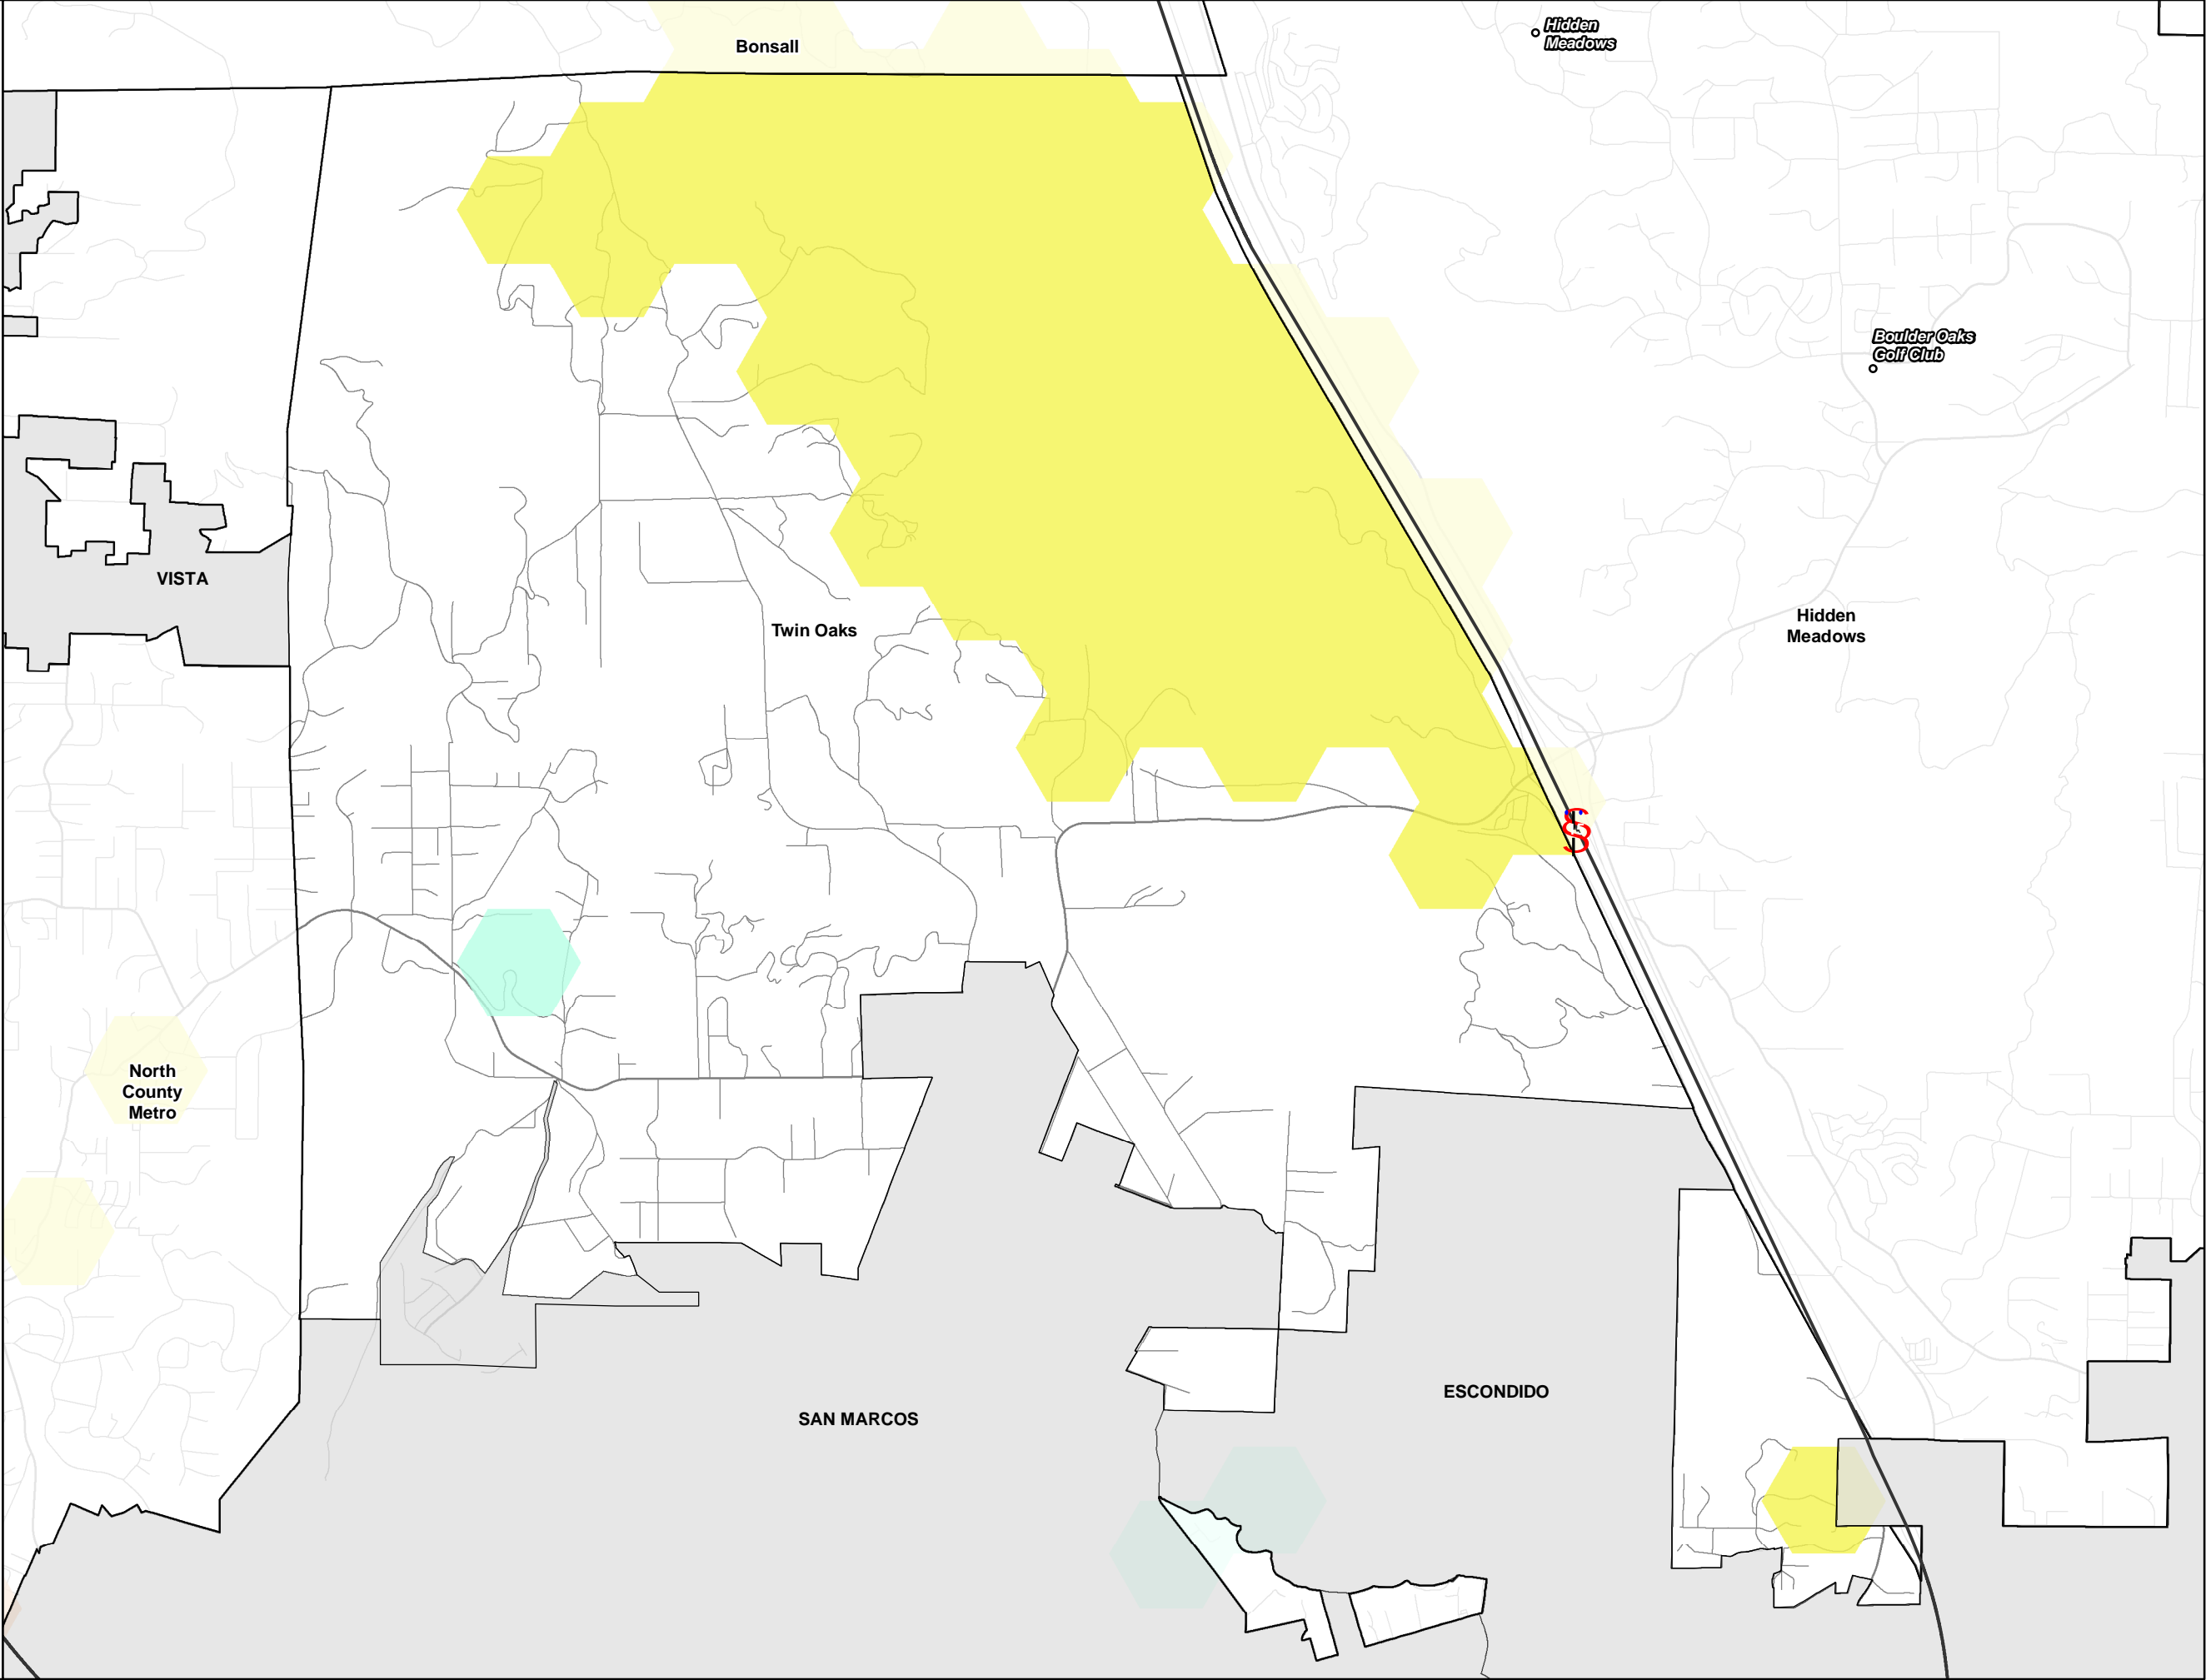 Hidden
Meadows
Bonsall
Boulder Oaks
Golf Club
VISTA
Twin Oaks
Hidden
Meadows
North
County
Metro
ESCONDIDO
SAN MARCOS